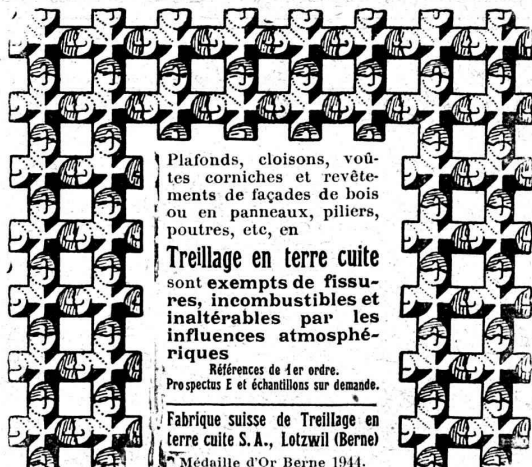 Plafonds, cloisons, voû-
tes corniches et revête-
ments de façades de bois
ou en panneaux, piliers,
poutres, etc, en
Treillage en terre cuite
sont exempts de fissu-
res, incombustibles et
inaltérables par les
influences atmosphé-
riques
Références de 1er ordre.
Prospectus E et échantillons sur demande.
Fabrique suisse de Treillage en
terre cuite S. A., Lotzwil (Berne)
Médaille d'Or Berne 1944.